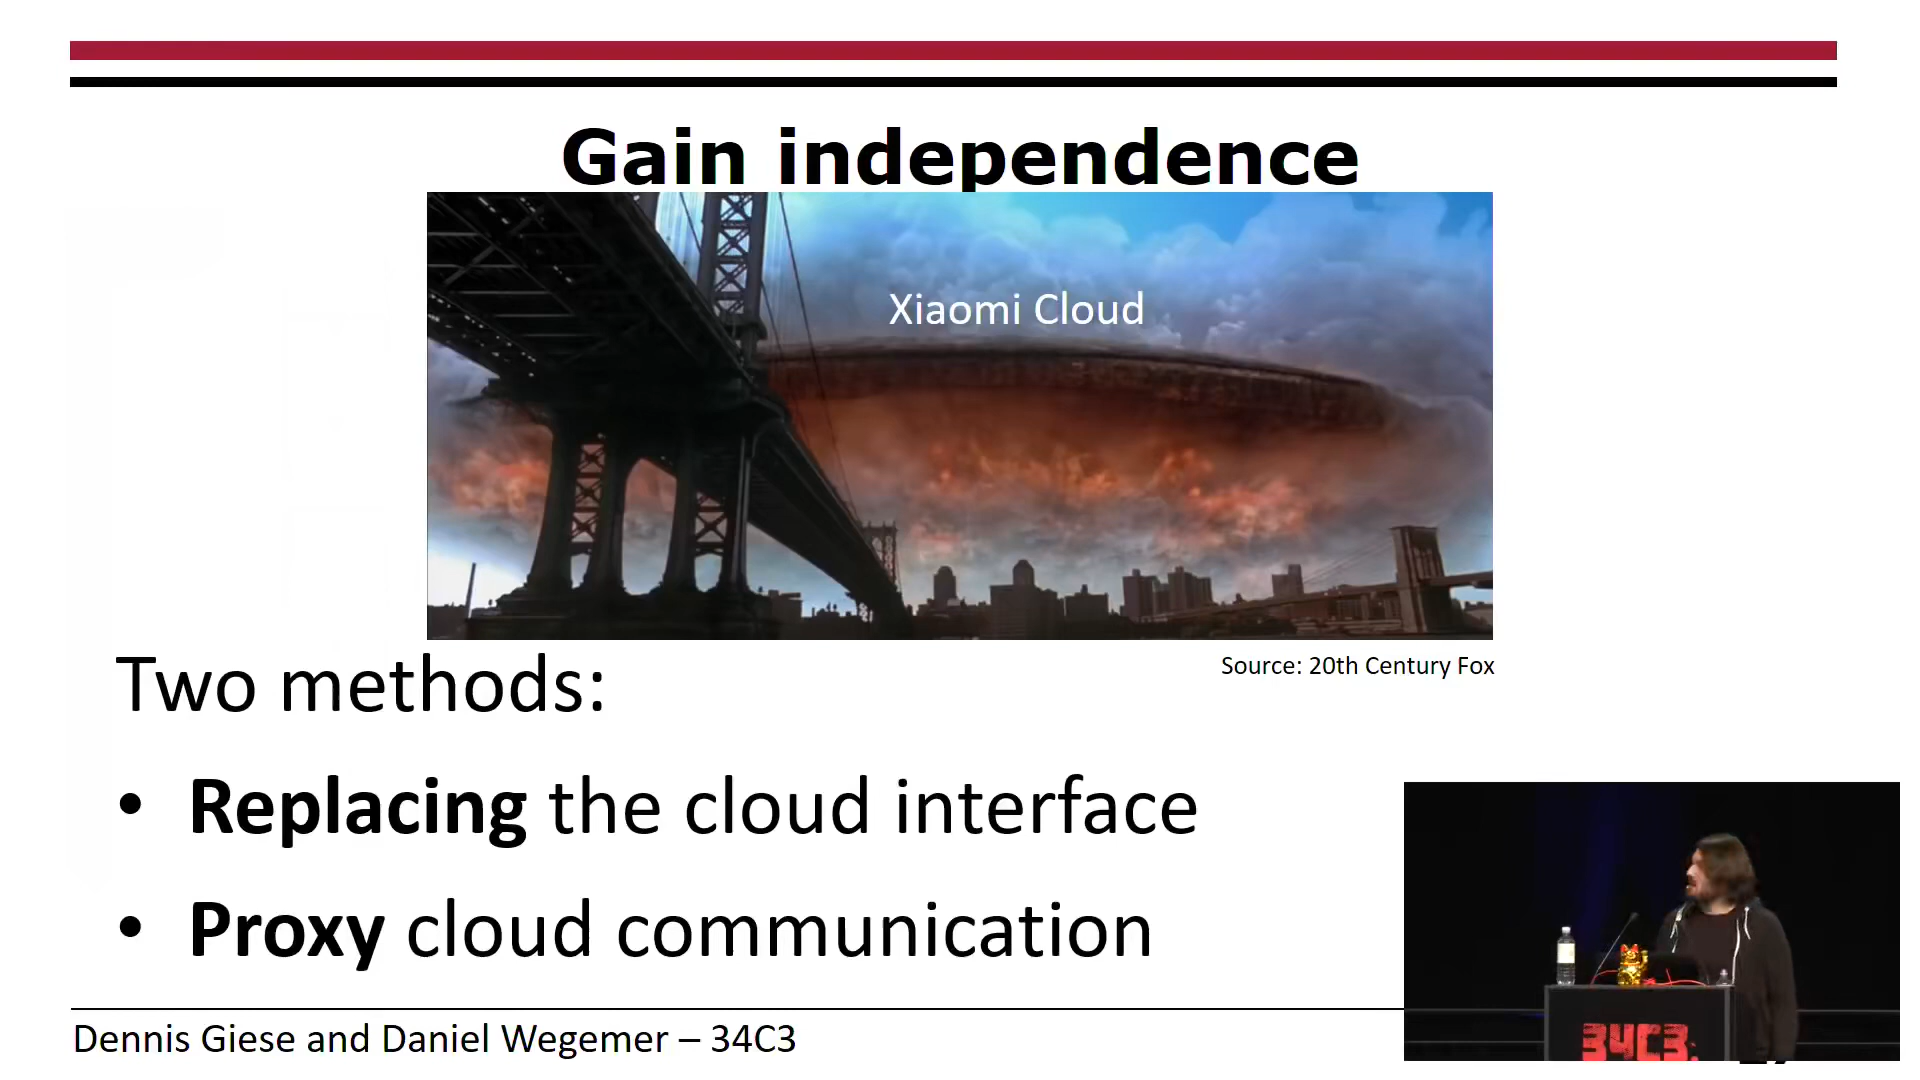 Gain independence
Xiaomi Cloud
Source: 20th Century Fox
Two methods:
• Replacing the cloud interface
• Proxy cloud communication
Dennis Giese and Daniel Wegemer – 34C3
34C3